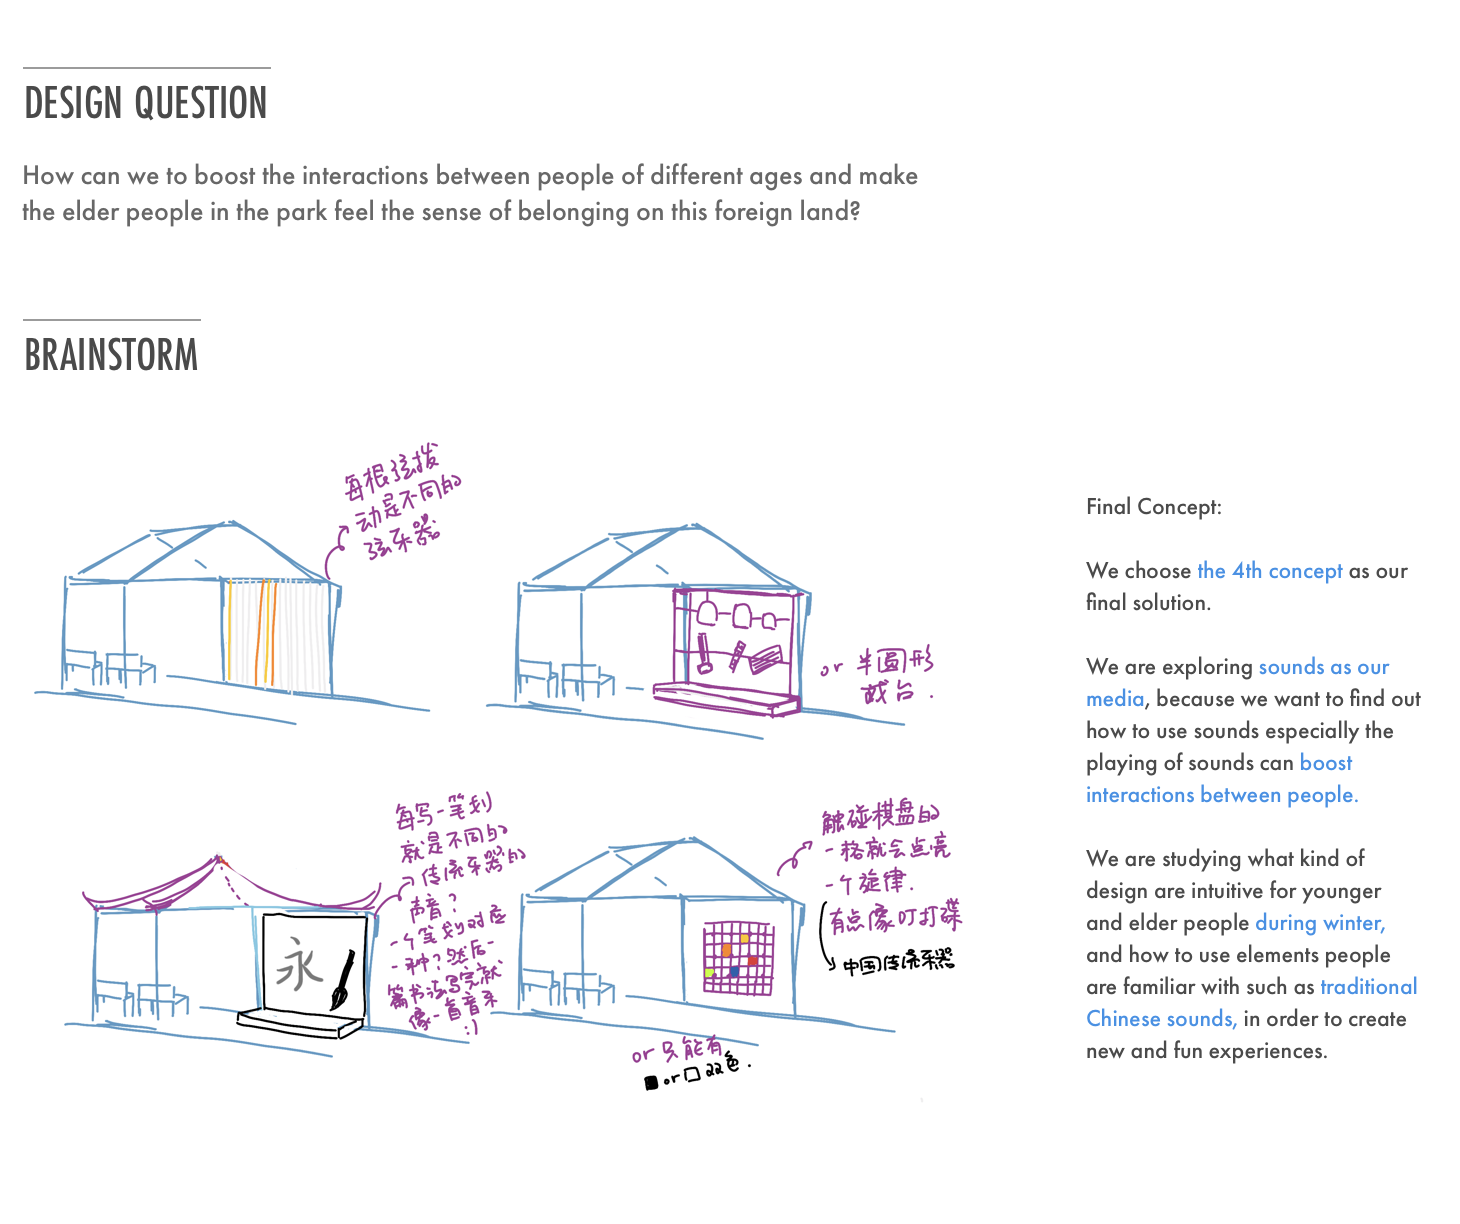 DESIGN QUESTION
How can we to boost the interactions between people of different ages and make
the elder people in the park feel the sense of belonging on this foreign land?
BRAINSTORM
每根弦拨
动是不同的
弦乐器
or 半圆形
戏台.
每写一笔划
就是不同的
传统乐器的
声音?
一个笔划对应
一种?然后一
篇书法写完就
像一首音乐
:)
永
触碰棋盘的
一格就会点亮
一个旋律.
有点像叮打碟
中国传统乐器
or 只能有
or 22色.
Final Concept:
We choose the 4th concept as our
final solution.
We are exploring sounds as our
media, because we want to find out
how to use sounds especially the
playing of sounds can boost
interactions between people.
We are studying what kind of
design are intuitive for younger
and elder people during winter,
and how to use elements people
are familiar with such as traditional
Chinese sounds, in order to create
new and fun experiences.